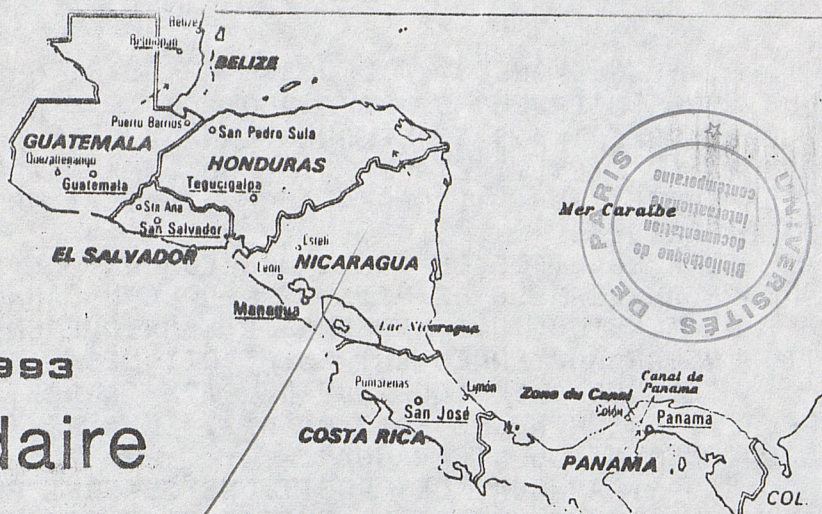 Belize
BELIZE
Puerto Barrios
San Pedro Sula
GUATEMALA
HONDURAS
Guatemala
Tegucigalpa
Sta Ana
San Salvador
EL SALVADOR
Esteli
NICARAGUA
León
Managua
Lac Nicaragua
Mer Caraïbe
UNIVERSITÉS DE PARIS
Bibliothèque de
documentation
internationale
contemporaine
993
daire
Puntarenas
Limón
San José
COSTA RICA
Zone du Canal
Canal de
Panama
Colón
Panama
PANAMA
COL.